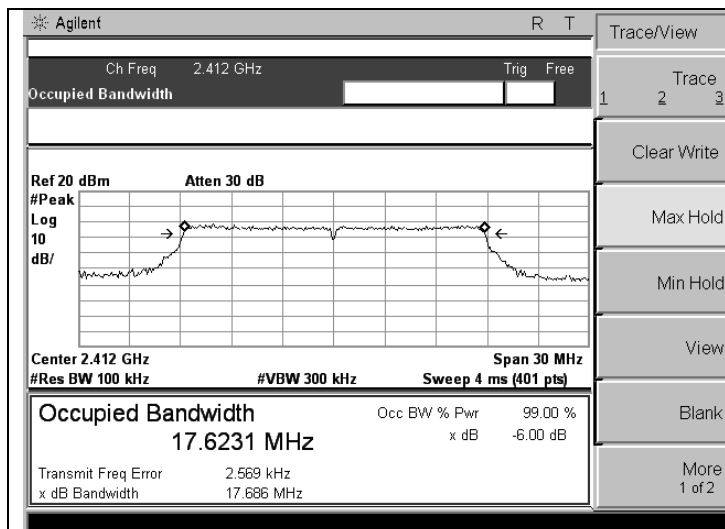 Agilent R T
Ch Freq 2.412 GHz Trig Free
Occupied Bandwidth
Ref 20 dBm Atten 30 dB
#Peak
Log
10
dB/
Center 2.412 GHz Span 30 MHz
#Res BW 100 kHz #VBW 300 kHz Sweep 4 ms (401 pts)
Occupied Bandwidth Occ BW % Pwr 99.00 %
17.6231 MHz x dB -6.00 dB
Transmit Freq Error 2.569 kHz
x dB Bandwidth 17.686 MHz
Trace/View
Trace
1 2 3
Clear Write
Max Hold
Min Hold
View
Blank
More
1 of 2